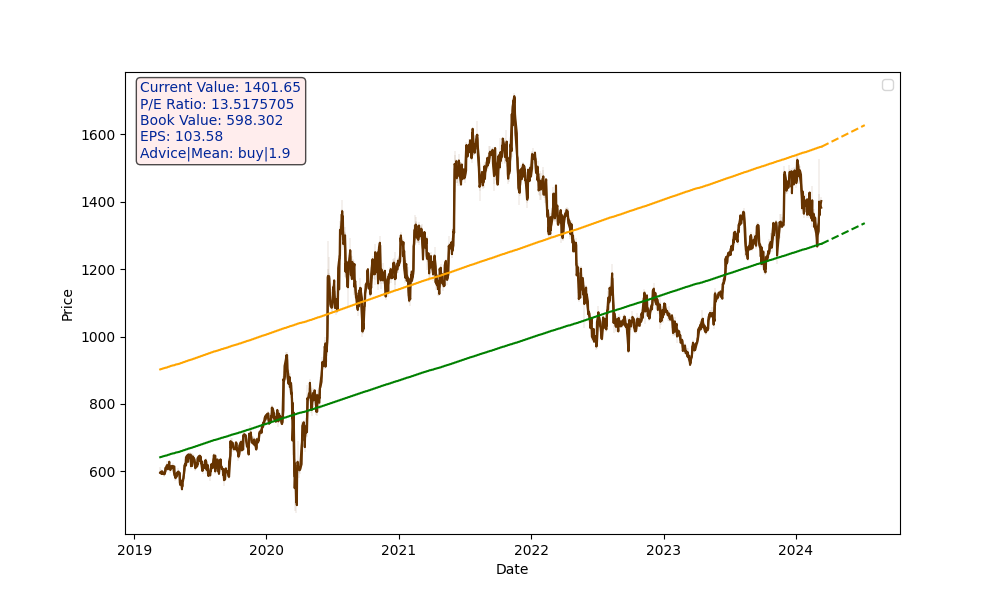 Current Value: 1401.65
P/E Ratio: 13.5175705
Book Value: 598.302
EPS: 103.58
Advice|Mean: buy|1.9
1600
1400
1200
1000
800
600
Price
2019
2020
2021
2022
2023
2024
Date